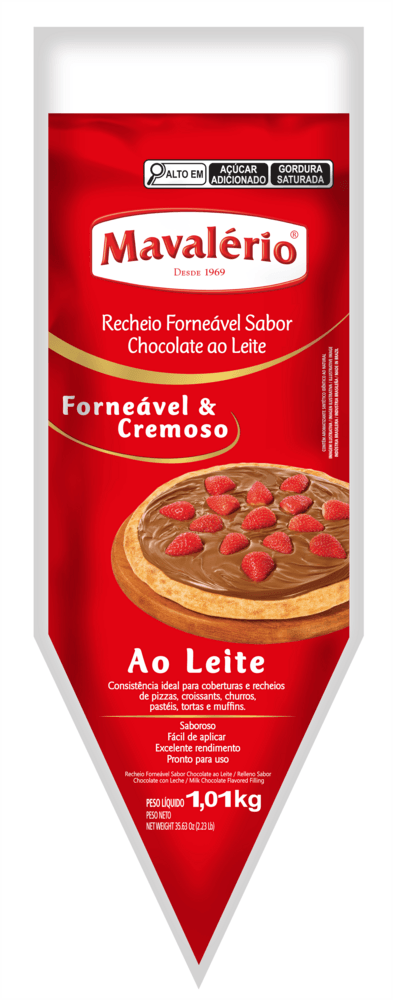 ALTO EM
AÇÚCAR
ADICIONADO
GORDURA
SATURADA
Mavalério®
Desde 1969
Recheio Forneável Sabor
Chocolate ao Leite
Forneável &
Cremoso
Ao Leite
Consistência ideal para coberturas e recheios
de pizzas, croissants, churros,
pastéis, tortas e muffins.
Saboroso
Fácil de aplicar
Excelente rendimento
Pronto para uso
Recheio Forneável Sabor Chocolate ao Leite / Relleno Sabor
Chocolate con Leche / Milk Chocolate Flavored Filling
PESO LÍQUIDO 1,01kg
PESO NETO
NET WEIGHT 35.63 Oz (2.23 lb)